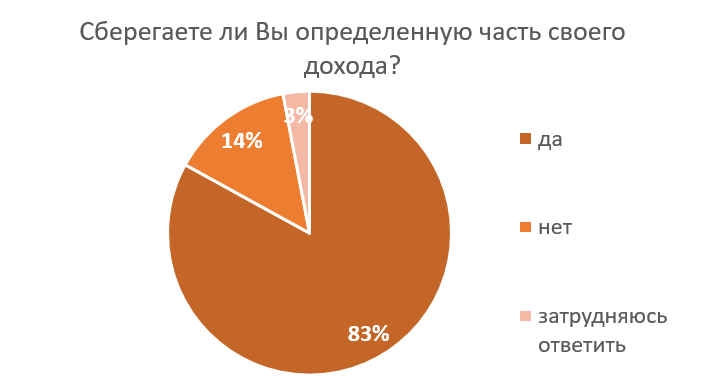 Сберегаете ли Вы определенную часть своего
дохода?
3%
14%
83%
да
нет
затрудняюсь
ответить